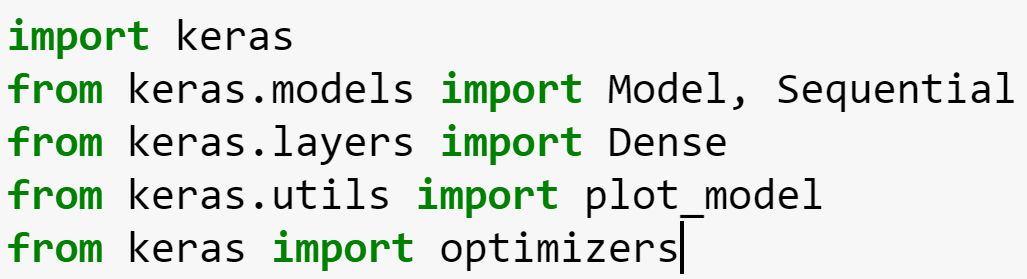 import keras
from keras.models import Model, Sequential
from keras.layers import Dense
from keras.utils import plot_model
from keras import optimizers